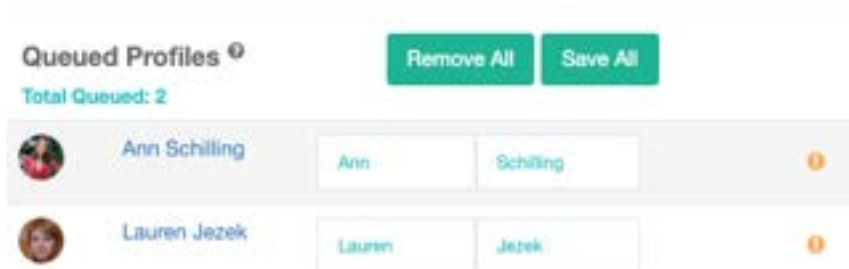 Queued Profiles
Remove All Save All
Total Queued: 2
Ann Schilling Ann Schilling
Lauren Jezek Lauren Jezek